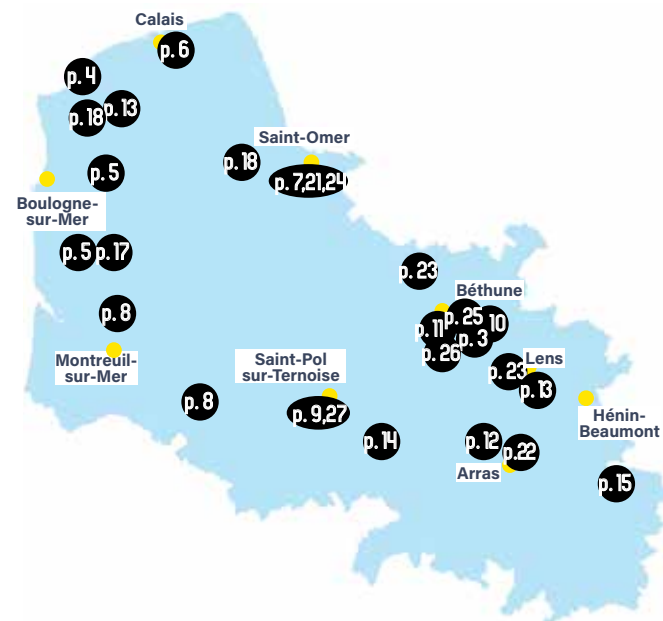 Calais
p. 6
p. 4
p. 18
p. 13
Saint-Omer
p. 18
p. 7,21,24
p. 5
Boulogne-
sur-Mer
p. 5
p. 17
p. 23
Béthune
p. 8
p. 11
p. 25
10
p. 3
p. 26
Montreuil-
sur-Mer
Saint-Pol
sur-Ternoise
Lens
p. 23
p. 13
p. 8
p. 9,27
Hénin-
Beaumont
p. 14
p. 12
p.22
Arras
p. 15